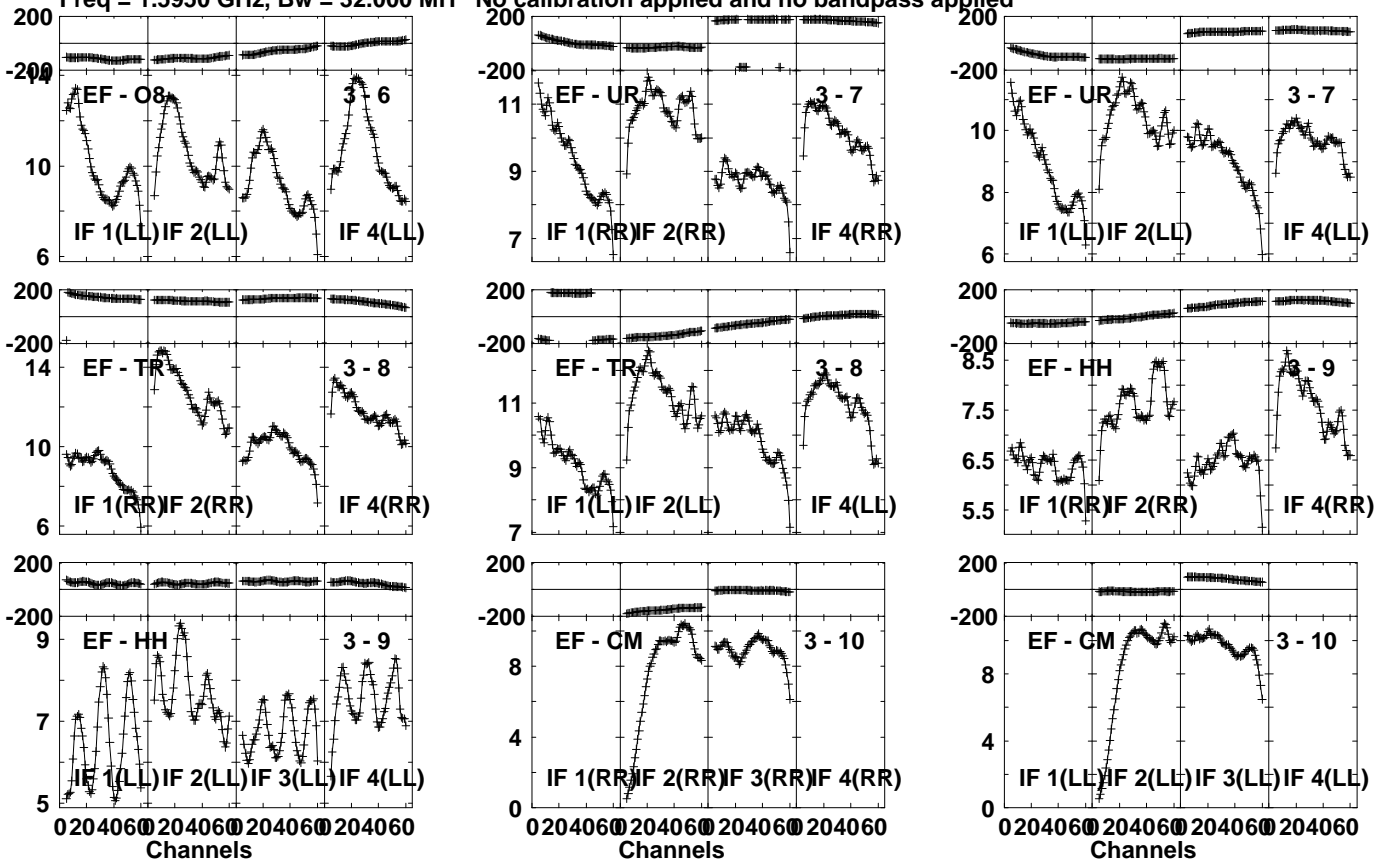 Freq = 1.5950 GHz, Bw = 32.000 MH No calibration applied and no bandpass applied
200
-200
14
10
6
EF - O8
3 - 6
IF 1(LL)
IF 2(LL)
IF 4(LL)
200
-200
11
9
7
EF - UR
3 - 7
IF 1(RR)
IF 2(RR)
IF 4(RR)
200
-200
10
8
6
EF - UR
3 - 7
IF 1(LL)
IF 2(LL)
IF 4(LL)
200
-200
14
10
6
EF - TR
3 - 8
IF 1(RR)
IF 2(RR)
IF 4(RR)
200
-200
11
9
7
EF - TR
3 - 8
IF 1(LL)
IF 2(LL)
IF 4(LL)
200
-200
8.5
7.5
6.5
5.5
EF - HH
3 - 9
IF 1(RR)
IF 2(RR)
IF 4(RR)
200
-200
9
7
5
EF - HH
3 - 9
IF 1(LL)
IF 2(LL)
IF 3(LL)
IF 4(LL)
0 20 40 60 0 20 40 60 0 20 40 60 0 20 40 60
Channels
200
-200
8
4
0
EF - CM
3 - 10
IF 1(RR)
IF 2(RR)
IF 3(RR)
IF 4(RR)
0 20 40 60 0 20 40 60 0 20 40 60 0 20 40 60
Channels
200
-200
8
4
0
EF - CM
3 - 10
IF 1(LL)
IF 2(LL)
IF 3(LL)
IF 4(LL)
0 20 40 60 0 20 40 60 0 20 40 60 0 20 40 60
Channels